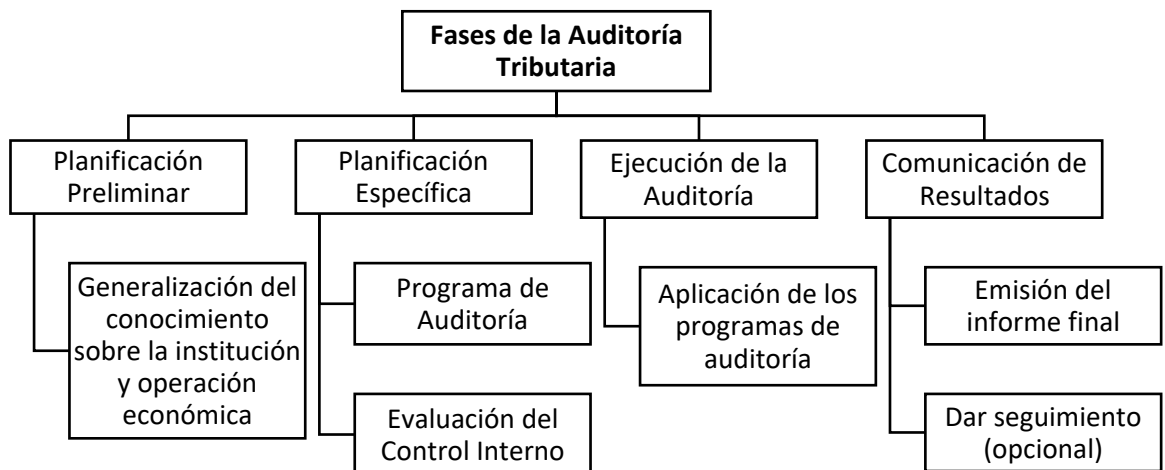 Fases de la Auditoría
Tributaria
Planificación
Preliminar
Generalización del
conocimiento
sobre la institución
y operación
económica
Planificación
Específica
Programa de
Auditoría
Evaluación del
Control Interno
Ejecución de la
Auditoría
Aplicación de los
programas de
auditoría
Comunicación de
Resultados
Emisión del
informe final
Dar seguimiento
(opcional)